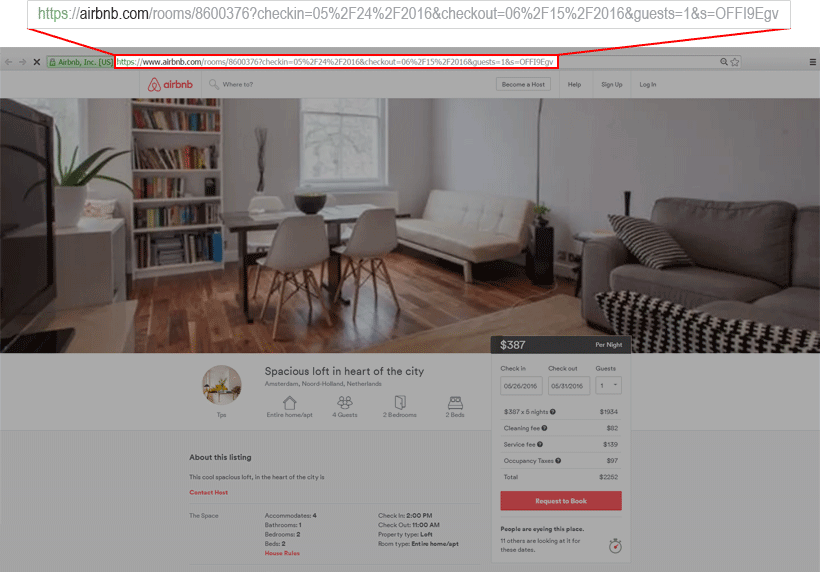 https://airbnb.com/rooms/8600376?checkin=05%2F24%2F2016&checkout=06%2F15%2F2016&guests=1&s=OFFI9Egv
Airbnb, Inc. [US] https://www.airbnb.com/rooms/8600376?checkin=05%2F24%2F2016&checkout=06%2F15%2F2016&guests=1&s=OFFI9Egv
airbnb Where to? Become a Host Help Sign Up Log In
$387 Per Night
Spacious loft in heart of the city
Amsterdam, Noord-Holland, Netherlands
Tps
Entire home/apt 4 Guests 2 Bedrooms 2 Beds
Check in Check out Guests
05/26/2016 05/31/2016 1
$387 x 5 nights $1934
Cleaning fee $82
Service fee $139
Occupancy Taxes $97
Total $2252
Request to Book
People are eyeing this place.
11 others are looking at it for
these dates.
About this listing
This cool spacious loft, in the heart of the city is
Contact Host
The Space
Accommodates: 4
Bathrooms: 1
Bedrooms: 2
Beds: 2
House Rules
Check In: 2:00 PM
Check Out: 11:00 AM
Property type: Loft
Room type: Entire home/apt